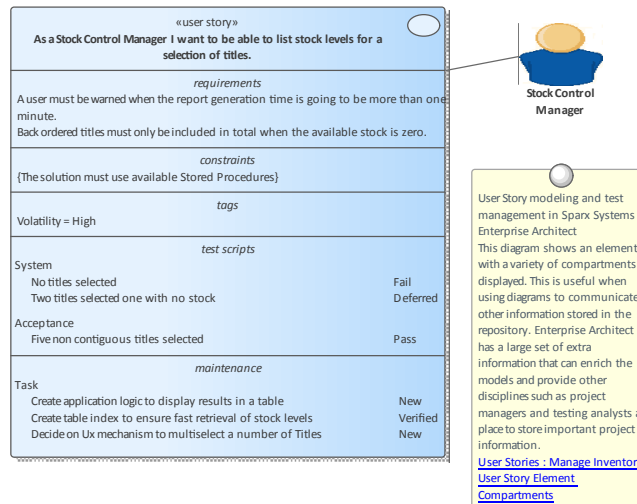 «user story»
As a Stock Control Manager I want to be able to list stock levels for a
selection of titles.
requirements
A user must be warned when the report generation time is going to be more than one
minute.
Back ordered titles must only be included in total when the available stock is zero.
constraints
{The solution must use available Stored Procedures}
tags
Volatility = High
test scripts
System
No titles selected Fail
Two titles selected one with no stock Deferred
Acceptance
Five non contiguous titles selected Pass
maintenance
Task
Create application logic to display results in a table New
Create table index to ensure fast retrieval of stock levels Verified
Decide on Ux mechanism to multiselect a number of Titles New
Stock Control
Manager
User Story modeling and test
management in Sparx Systems
Enterprise Architect
This diagram shows an element
with a variety of compartments
displayed. This is useful when
using diagrams to communicate
other information stored in the
repository. Enterprise Architect
has a large set of extra
information that can enrich the
models and provide other
disciplines such as project
managers and testing analysts a
place to store important project
information.
User Stories : Manage Inventor
User Story Element
Compartments